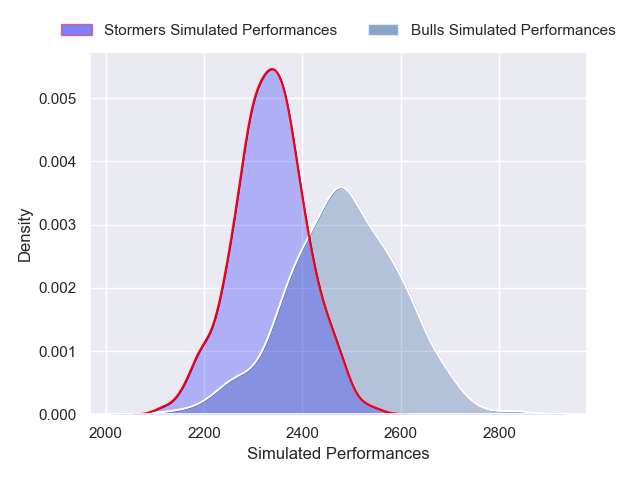 Stormers Simulated Performances Bulls Simulated Performances
0.005
0.004
0.003
0.002
0.001
0.000
Density
2000 2200 2400 2600 2800
Simulated Performances